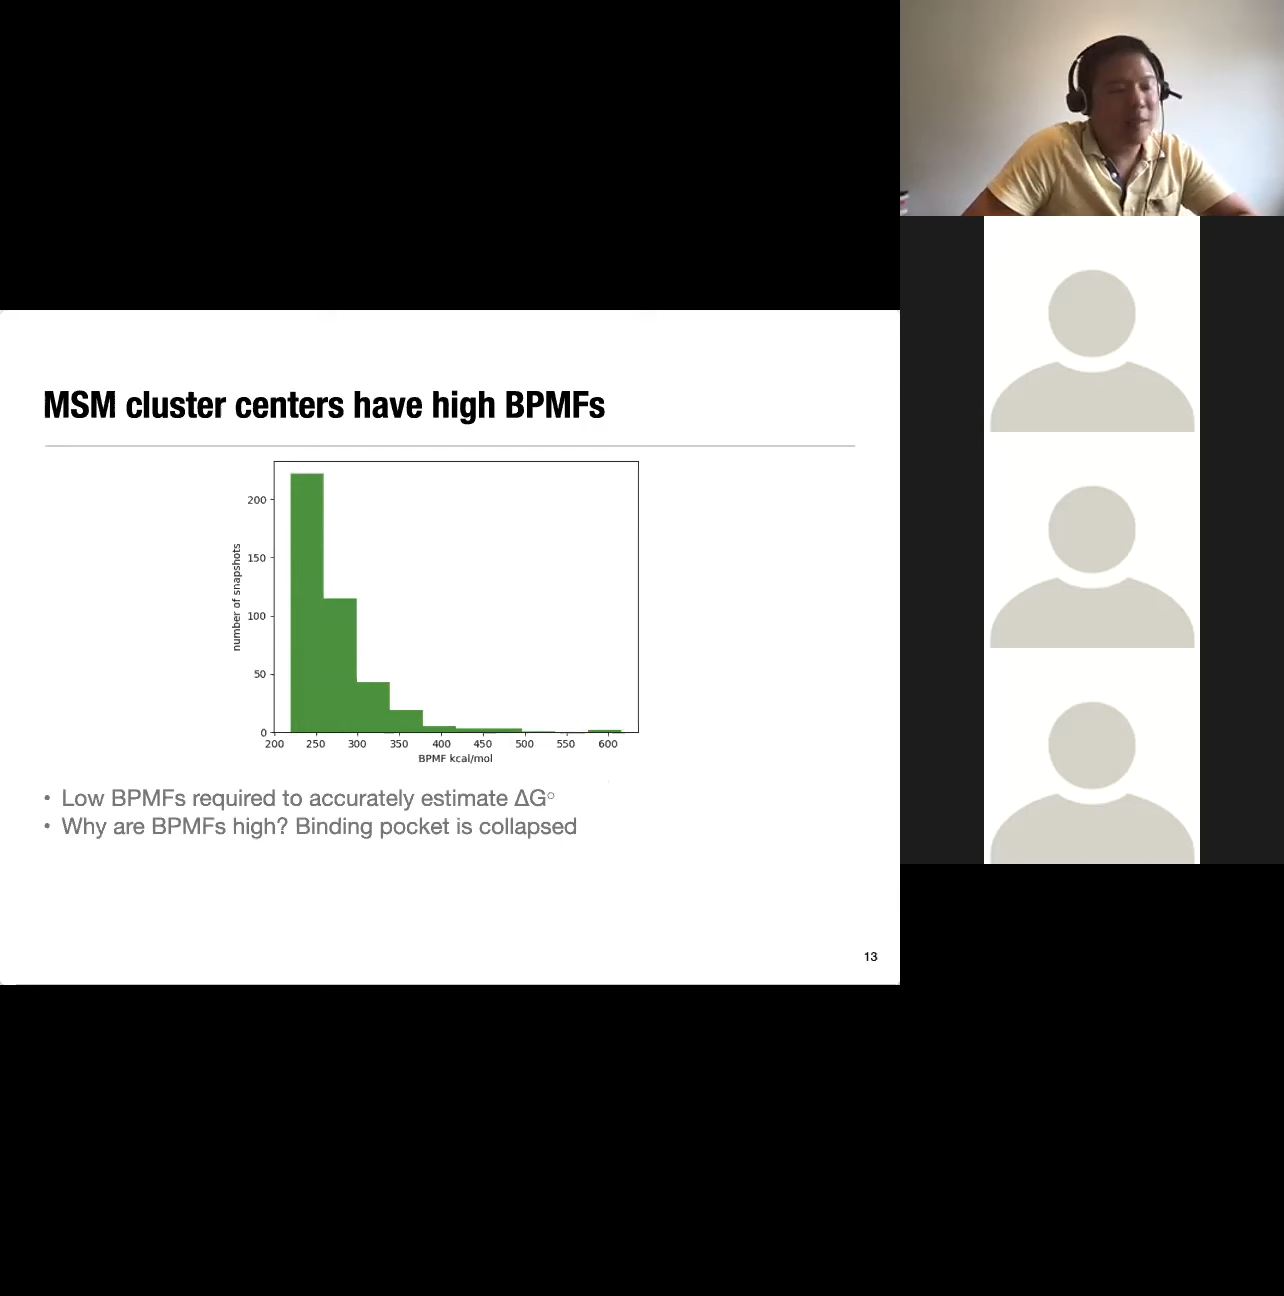 MSM cluster centers have high BPMFs
200
150
100
50
0
number of snapshots
200 250 300 350 400 450 500 550 600
BPMF kcal/mol
• Low BPMFs required to accurately estimate ΔG°
• Why are BPMFs high? Binding pocket is collapsed
13